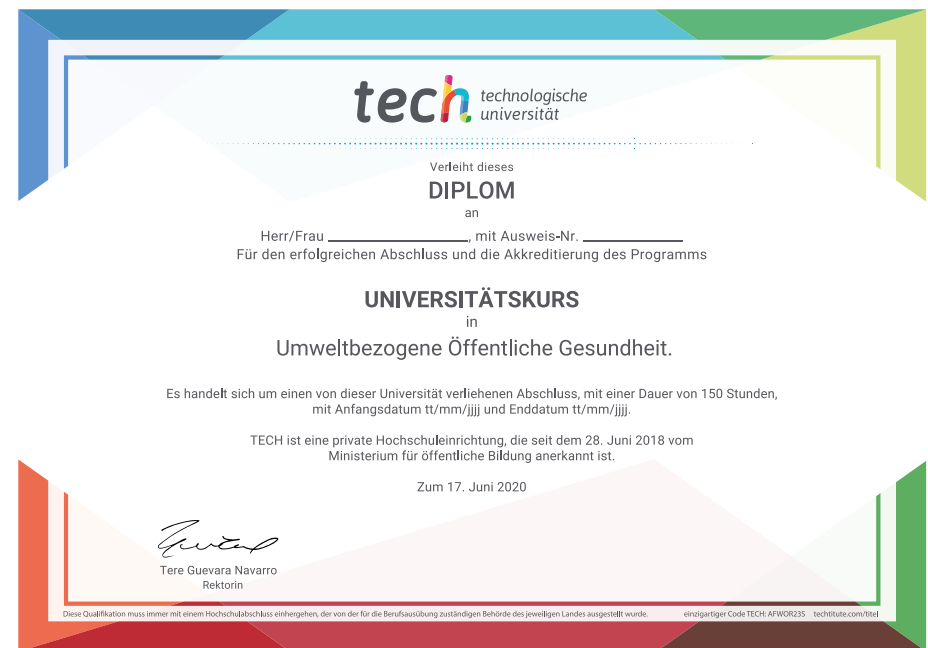 tech technologische
universität
Verleiht dieses
DIPLOM
an
Herr/Frau ____________________, mit Ausweis-Nr. ______________
Für den erfolgreichen Abschluss und die Akkreditierung des Programms
UNIVERSITÄTSKURS
in
Umweltbezogene Öffentliche Gesundheit.
Es handelt sich um einen von dieser Universität verliehenen Abschluss, mit einer Dauer von 150 Stunden,
mit Anfangsdatum tt/mm/jjjj und Enddatum tt/mm/jjjj.
TECH ist eine private Hochschuleinrichtung, die seit dem 28. Juni 2018 vom
Ministerium für öffentliche Bildung anerkannt ist.
Zum 17. Juni 2020
Tere Guevara Navarro
Rektorin
Diese Qualifikation muss immer mit einem Hochschulabschluss einhergehen, der von der für die Berufsausübung zuständigen Behörde des jeweiligen Landes ausgestellt wurde. einzigartiger Code TECH: AFWOR23S techtitute.com/titel